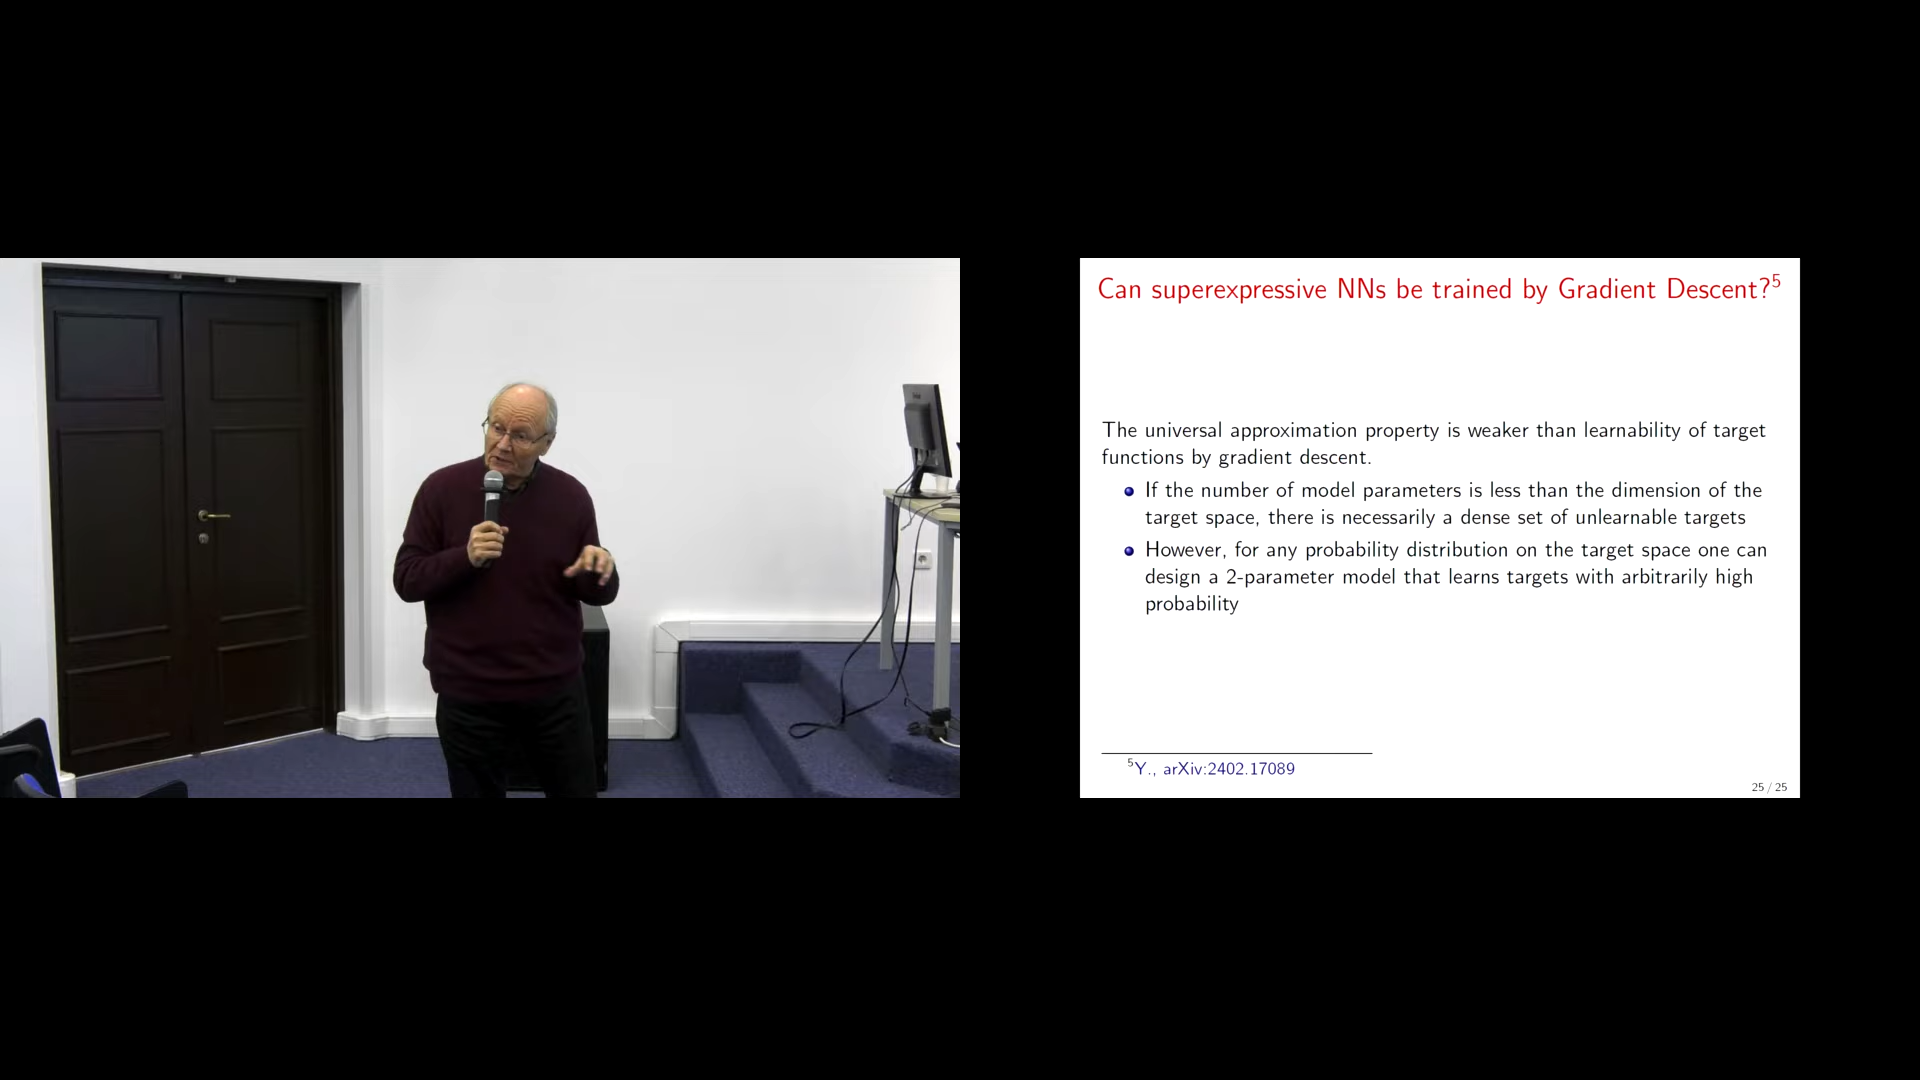 Can superexpressive NNs be trained by Gradient Descent?5
The universal approximation property is weaker than learnability of target
functions by gradient descent.
If the number of model parameters is less than the dimension of the
target space, there is necessarily a dense set of unlearnable targets
However, for any probability distribution on the target space one can
design a 2-parameter model that learns targets with arbitrarily high
probability
5Y., arXiv:2402.17089
25 / 25